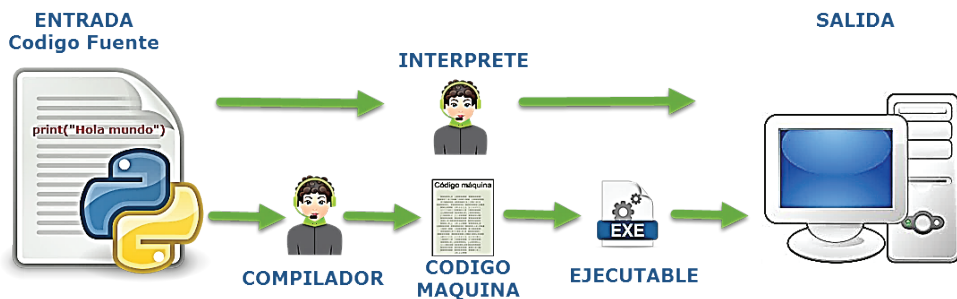 ENTRADA
Codigo Fuente
SALIDA
INTERPRETE
print("Hola mundo")
Código máquina
EXE
COMPILADOR
CODIGO
MAQUINA
EJECUTABLE